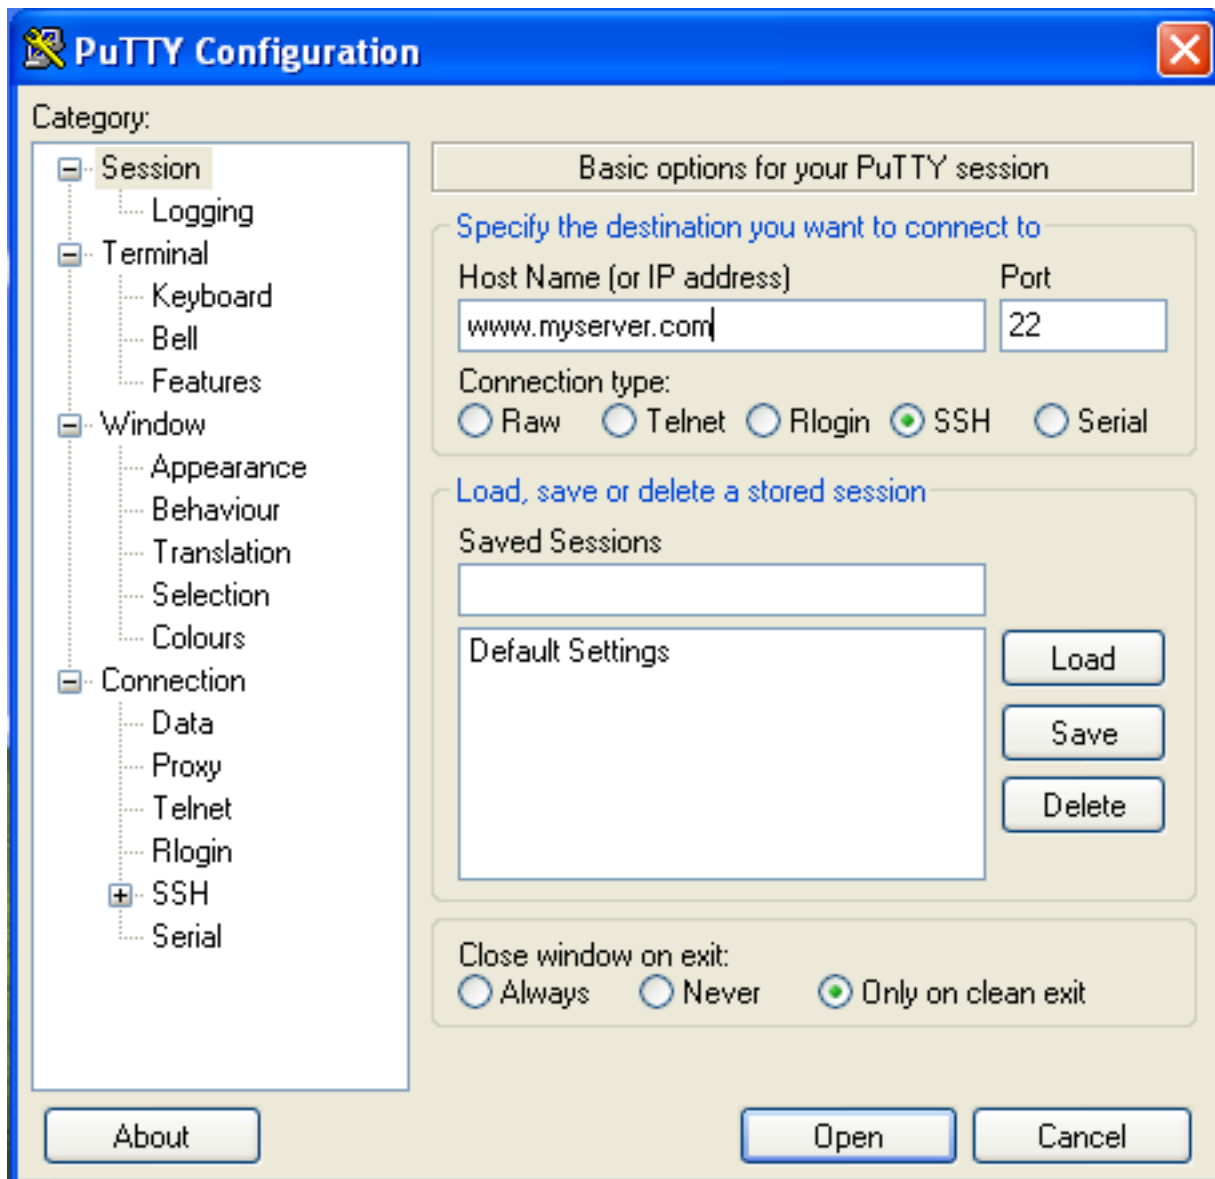 PuTTY Configuration
Category:
Session
Logging
Terminal
Keyboard
Bell
Features
Window
Appearance
Behaviour
Translation
Selection
Colours
Connection
Data
Proxy
Telnet
Rlogin
SSH
Serial
Basic options for your PuTTY session
Specify the destination you want to connect to
Host Name (or IP address) Port
www.myserver.com 22
Connection type:
Raw Telnet Rlogin SSH Serial
Load, save or delete a stored session
Saved Sessions
Default Settings
Load
Save
Delete
Close window on exit:
Always Never Only on clean exit
About Open Cancel